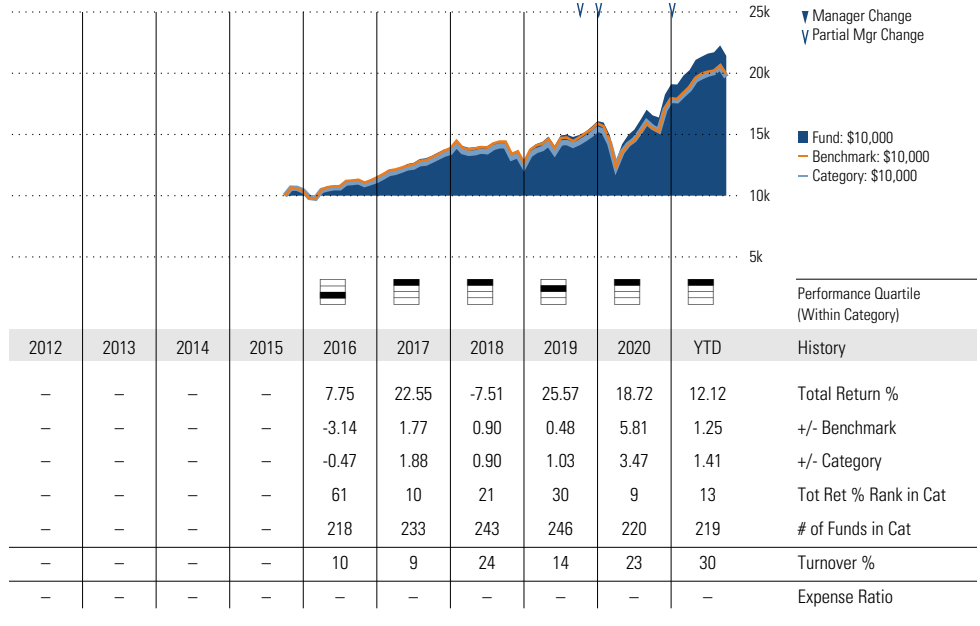 25k
20k
15k
10k
5k
Manager Change
Partial Mgr Change
Fund: $10,000
Benchmark: $10,000
Category: $10,000
Performance Quartile
(Within Category)
2012 2013 2014 2015 2016 2017 2018 2019 2020 YTD History
– – – – 7.75 22.55 -7.51 25.57 18.72 12.12 Total Return %
– – – – -3.14 1.77 0.90 0.48 5.81 1.25 +/- Benchmark
– – – – -0.47 1.88 0.90 1.03 3.47 1.41 +/- Category
– – – – 61 10 21 30 9 13 Tot Ret % Rank in Cat
– – – – 218 233 243 246 220 219 # of Funds in Cat
– – – – 10 9 24 14 23 30 Turnover %
– – – – – – – – – – Expense Ratio